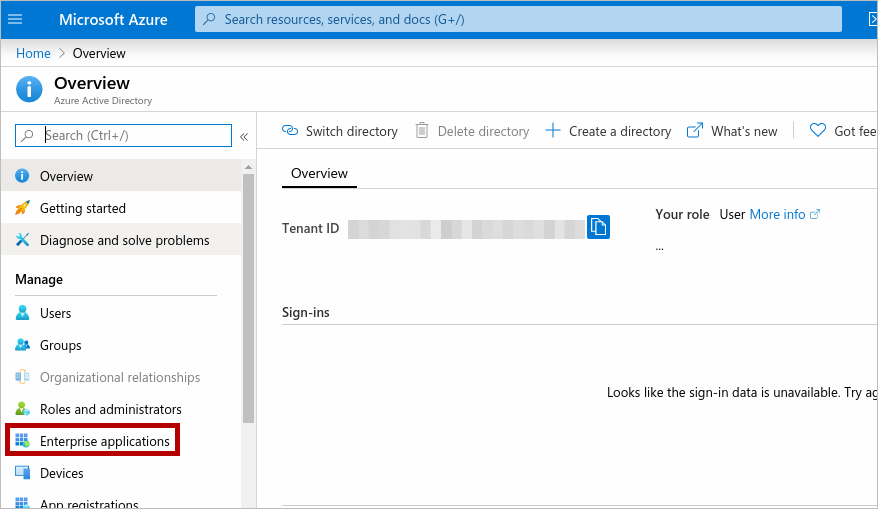 Microsoft Azure
Search resources, services, and docs (G+/)
Home > Overview
Overview
Azure Active Directory
Search (Ctrl+/)
«
Switch directory
Delete directory
Create a directory
What's new
Got fee
Overview
Getting started
Diagnose and solve problems
Manage
Users
Groups
Organizational relationships
Roles and administrators
Enterprise applications
Devices
App registrations
Overview
Tenant ID
Your role User More info
...
Sign-ins
Looks like the sign-in data is unavailable. Try ag